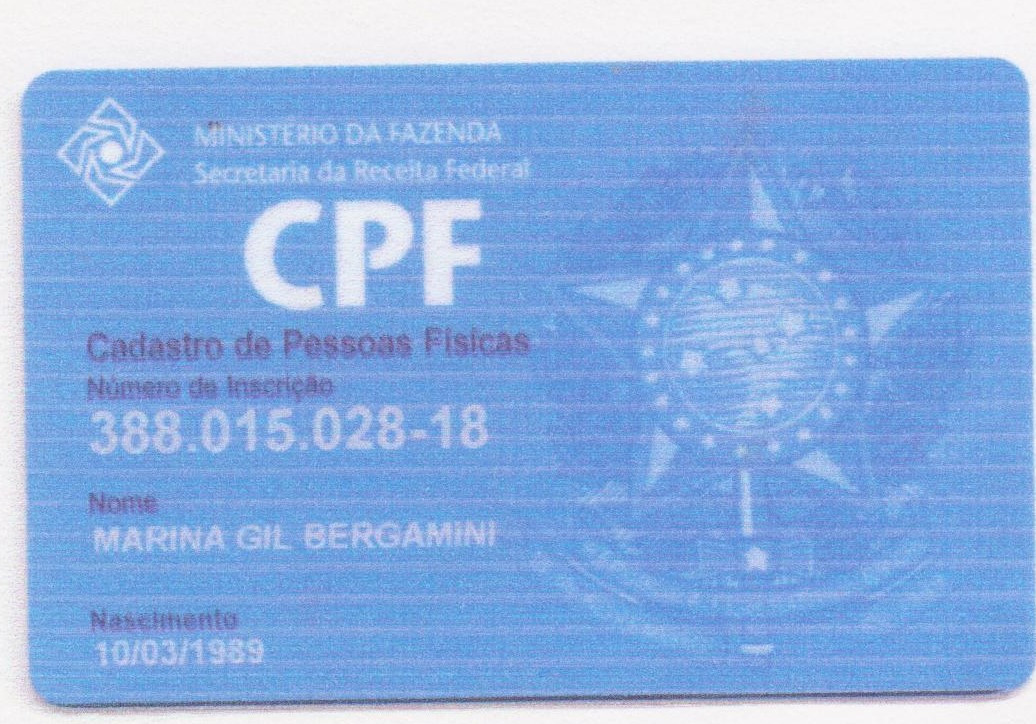 MINISTÉRIO DA FAZENDA
Secretaria da Receita Federal
CPF
Cadastro de Pessoas Físicas
Número de Inscrição
388.015.028-18
Nome
MARINA GIL BERGAMINI
Nascimento
10/03/1989